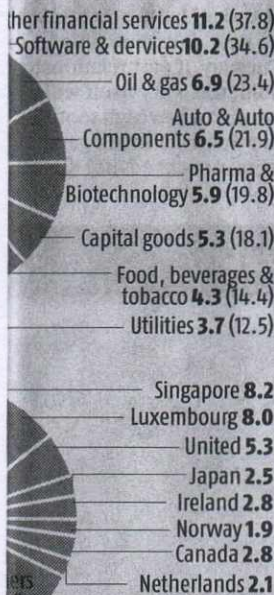 ther financial services 11.2 (37.8)
Software & dervices10.2 (34.6)
Oil & gas 6.9 (23.4)
Auto & Auto
Components 6.5 (21.9)
Pharma &
Biotechnology 5.9 (19.8)
Capital goods 5.3 (18.1)
Food, beverages &
tobacco 4.3 (14.4)
Utilities 3.7 (12.5)
Singapore 8.2
Luxembourg 8.0
United 5.3
Japan 2.5
Ireland 2.8
Norway 1.9
Canada 2.8
ers
Netherlands 2.1